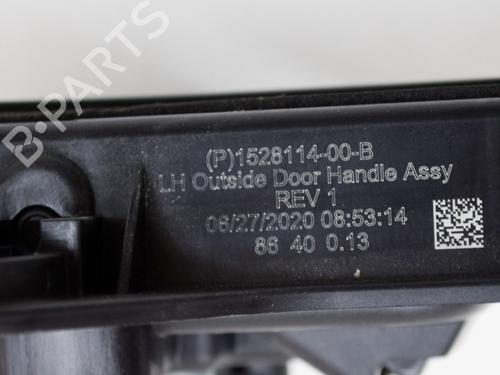 B-Parts
(P)1528114-00-B
LH Outside Door Handle Assy
REV 1
06/27/2020 08:53:14
86 40 0.13